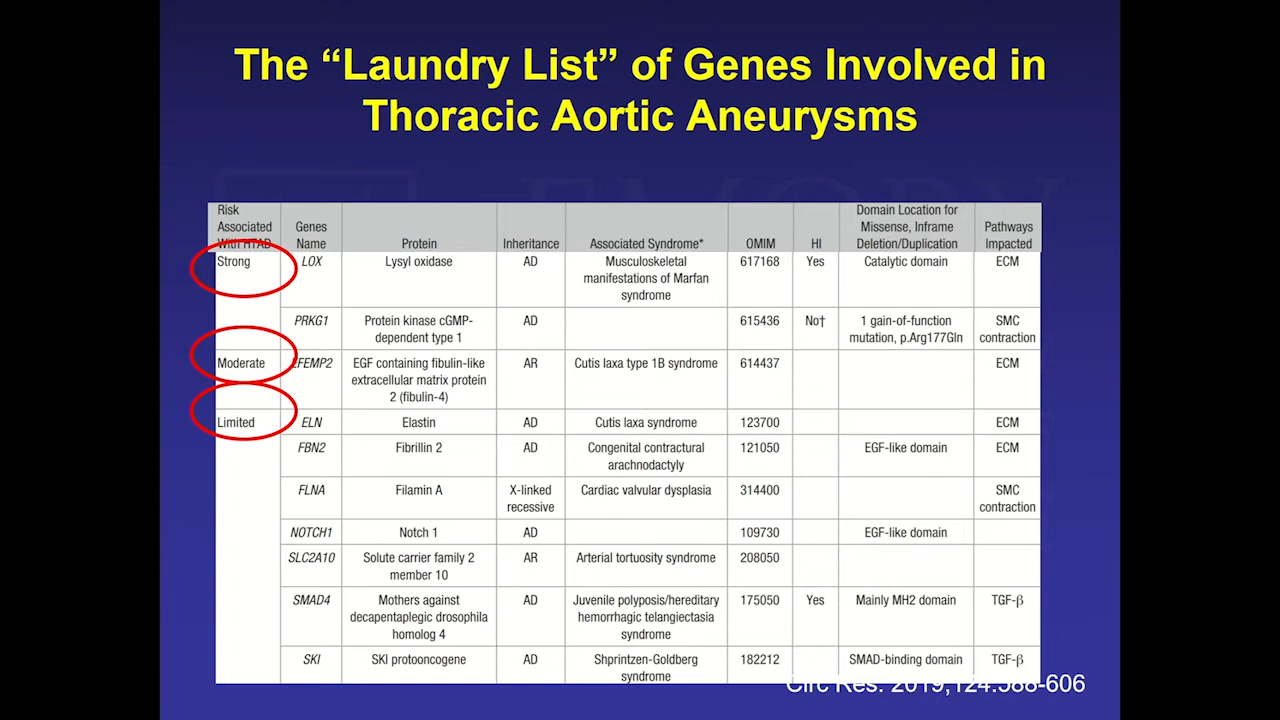 The “Laundry List” of Genes Involved in
Thoracic Aortic Aneurysms
Risk Associated With HTAD | Genes Name | Protein | Inheritance | Associated Syndrome* | OMIM | HI | Domain Location for Missense, Inframe Deletion/Duplication | Pathways Impacted
Strong | LOX | Lysyl oxidase | AD | Musculoskeletal manifestations of Marfan syndrome | 617168 | Yes | Catalytic domain | ECM
PRKG1 | Protein kinase cGMP-dependent type 1 | AD | 615436 | No† | 1 gain-of-function mutation, p.Arg177Gln | SMC contraction
Moderate | EFEMP2 | EGF containing fibulin-like extracellular matrix protein 2 (fibulin-4) | AR | Cutis laxa type 1B syndrome | 614437 | ECM
Limited | ELN | Elastin | AD | Cutis laxa syndrome | 123700 | ECM
FBN2 | Fibrillin 2 | AD | Congenital contractural arachnodactyly | 121050 | EGF-like domain | ECM
FLNA | Filamin A | X-linked recessive | Cardiac valvular dysplasia | 314400 | SMC contraction
NOTCH1 | Notch 1 | AD | 109730 | EGF-like domain
SLC2A10 | Solute carrier family 2 member 10 | AR | Arterial tortuosity syndrome | 208050
SMAD4 | Mothers against decapentaplegic drosophila homolog 4 | AD | Juvenile polyposis/hereditary hemorrhagic telangiectasia syndrome | 175050 | Yes | Mainly MH2 domain | TGF-β
SKI | SKI protooncogene | AD | Shprintzen-Goldberg syndrome | 182212 | SMAD-binding domain | TGF-β
Circ Res. 2019;124:588-606
EMORY